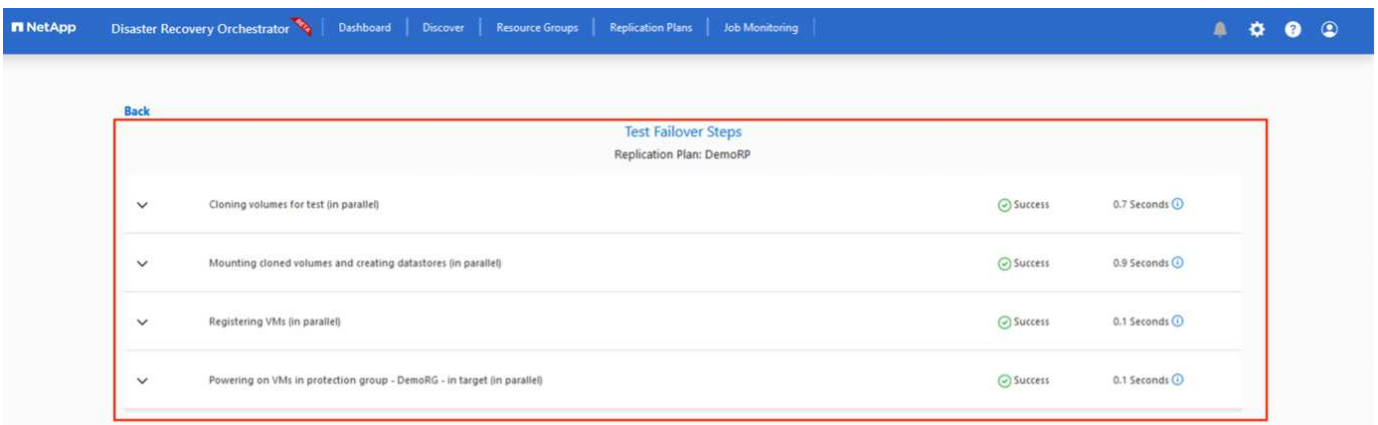 NetApp Disaster Recovery Orchestrator Dashboard Discover Resource Groups Replication Plans Job Monitoring
Back
Test Failover Steps
Replication Plan: DemoRP
Cloning volumes for test (in parallel) Success 0.7 Seconds
Mounting cloned volumes and creating datastores (in parallel) Success 0.9 Seconds
Registering VMs (in parallel) Success 0.1 Seconds
Powering on VMs in protection group - DemoRG - in target (in parallel) Success 0.1 Seconds